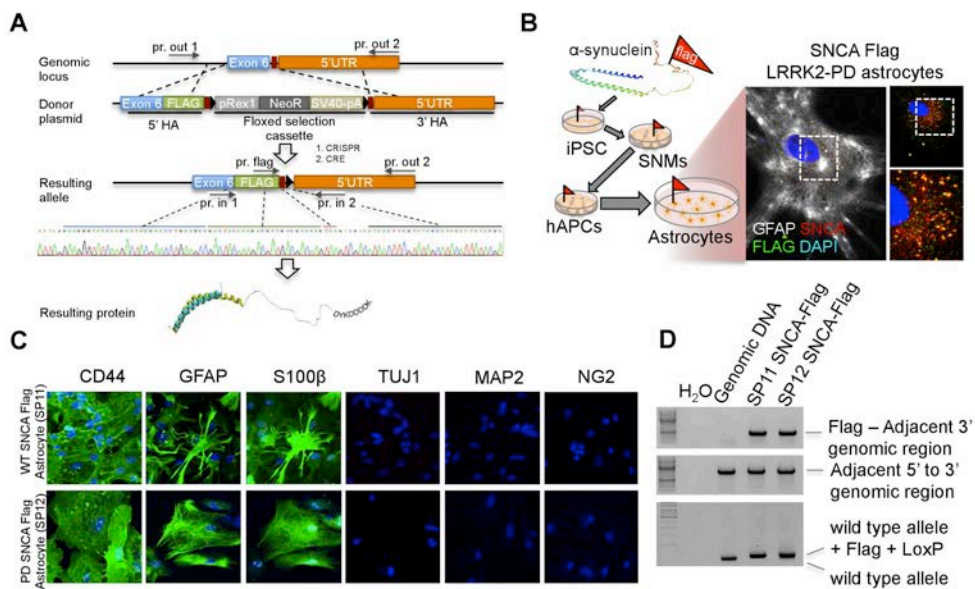 A
pr. out 1
pr. out 2
Genomic
locus
Exon 6
5'UTR
Donor
plasmid
Exon 6
FLAG
pRex1
NeoR
SV40-pA
5'UTR
5' HA
Floxed selection
cassette
3' HA
1. CRISPR
2. CRE
pr. flag
pr. out 2
Resulting
allele
Exon 6
FLAG
5'UTR
pr. in 1
pr. in 2
Resulting protein
DYKDDDDK
B
α-synuclein
flag
iPSC
SNMs
hAPCs
Astrocytes
SNCA Flag
LRRK2-PD astrocytes
GFAP SNCA
FLAG DAPI
C
CD44
GFAP
S100β
TUJ1
MAP2
NG2
WT SNCA Flag
Astrocyte (SP11)
PD SNCA Flag
Astrocyte (SP12)
D
H2O
Genomic DNA
SP11 SNCA-Flag
SP12 SNCA-Flag
Flag – Adjacent 3'
genomic region
Adjacent 5' to 3'
genomic region
wild type allele
+ Flag + LoxP
wild type allele